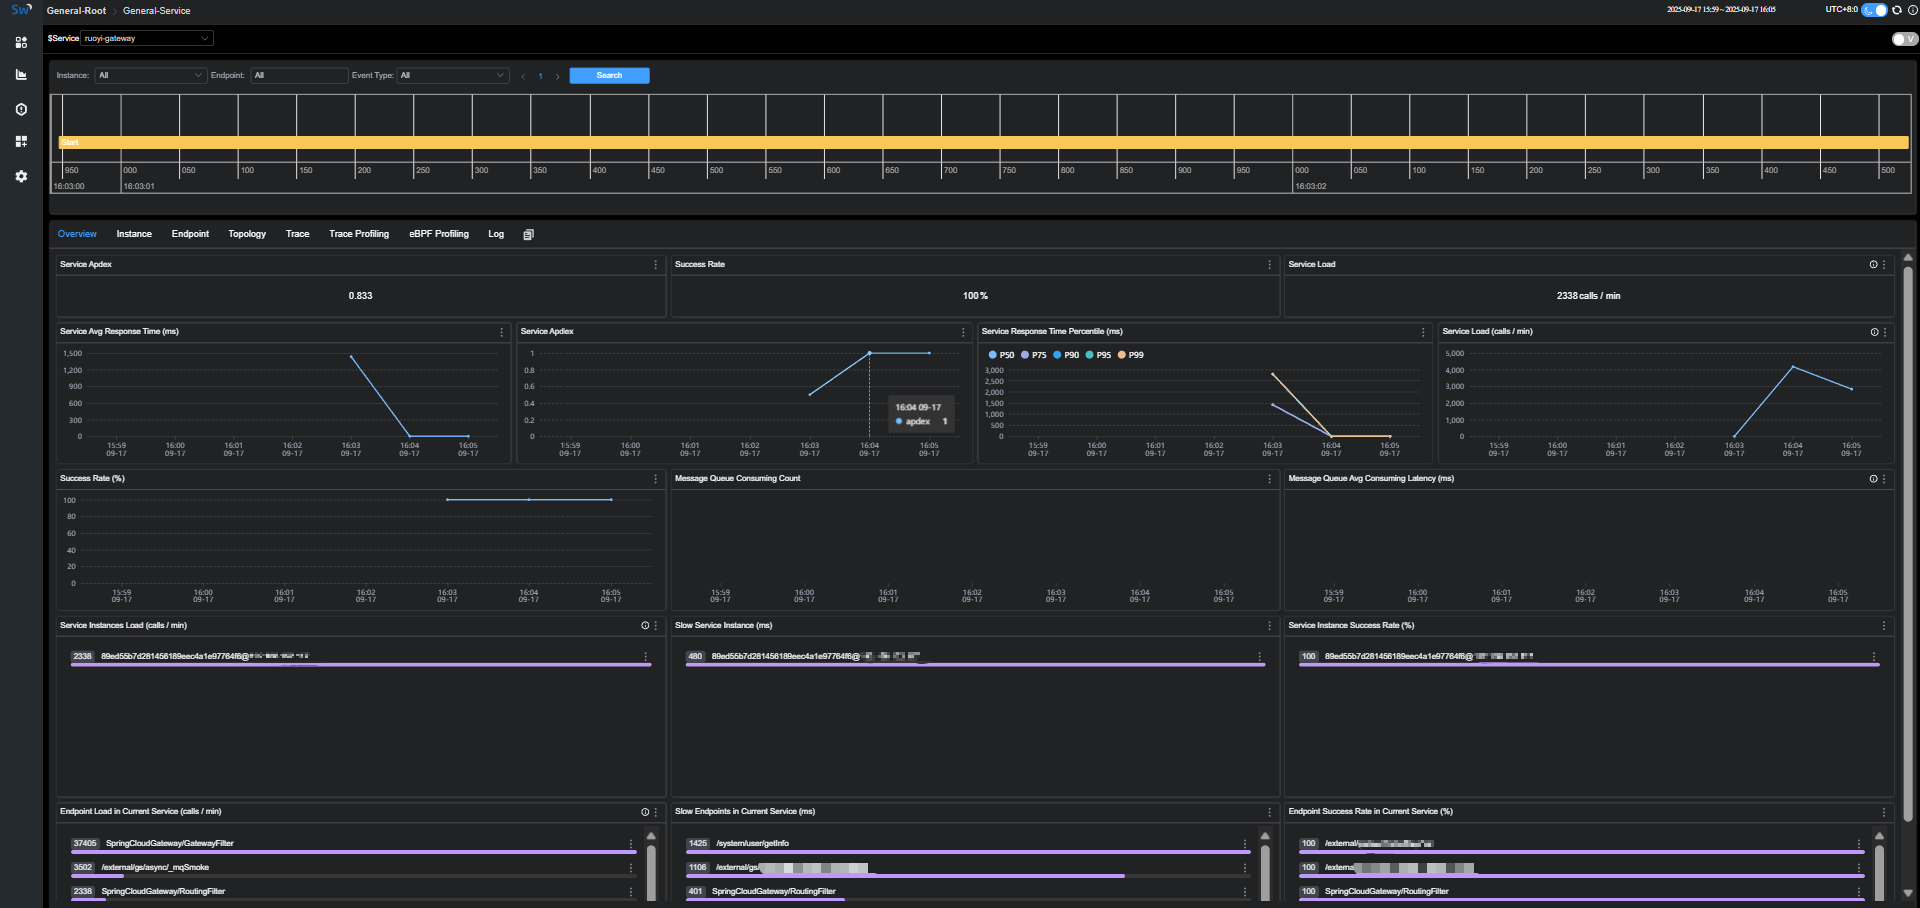 Sw
General-Root General-Service
2025-09-17 15:59 ~ 2025-09-17 16:05
UTC+8:0
$Service ruoyi-gateway
V
Instance: All Endpoint: All Event Type: All 1 Search
Start
950 000 050 100 150 200 250 300 350 400 450 500 550 600 650 700 750 800 850 900 950 000 050 100 150 200 250 300 350 400 450 500
16:03:00 16:03:01 16:03:02
Overview Instance Endpoint Topology Trace Trace Profiling eBPF Profiling Log
Service Apdex
0.833
Success Rate
100 %
Service Load
2338 calls / min
Service Avg Response Time (ms)
1,500
1,200
900
600
300
0
15:59 16:00 16:01 16:02 16:03 16:04 16:05
09-17 09-17 09-17 09-17 09-17 09-17 09-17
Service Apdex
1
0.8
0.6
0.4
0.2
0
16:04 09-17
apdex 1
15:59 16:00 16:01 16:02 16:03 16:04 16:05
09-17 09-17 09-17 09-17 09-17 09-17 09-17
Service Response Time Percentile (ms)
P50 P75 P90 P95 P99
3,000
2,500
2,000
1,500
1,000
500
0
15:59 16:00 16:01 16:02 16:03 16:04 16:05
09-17 09-17 09-17 09-17 09-17 09-17 09-17
Service Load (calls / min)
5,000
4,000
3,000
2,000
1,000
0
15:59 16:00 16:01 16:02 16:03 16:04 16:05
09-17 09-17 09-17 09-17 09-17 09-17 09-17
Success Rate (%)
100
80
60
40
20
0
15:59 16:00 16:01 16:02 16:03 16:04 16:05
09-17 09-17 09-17 09-17 09-17 09-17 09-17
Message Queue Consuming Count
15:59 16:00 16:01 16:02 16:03 16:04 16:05
09-17 09-17 09-17 09-17 09-17 09-17 09-17
Message Queue Avg Consuming Latency (ms)
15:59 16:00 16:01 16:02 16:03 16:04 16:05
09-17 09-17 09-17 09-17 09-17 09-17 09-17
Service Instances Load (calls / min)
2338 89ed55b7d281456189eec4a1e97764f6@
Slow Service Instance (ms)
480 89ed55b7d281456189eec4a1e97764f6@
Service Instance Success Rate (%)
100 89ed55b7d281456189eec4a1e97764f6@
Endpoint Load in Current Service (calls / min)
37405 SpringCloudGateway/GatewayFilter
3502 /external/gs/async/_mqSmoke
2338 SpringCloudGateway/RoutingFilter
Slow Endpoints in Current Service (ms)
1425 /system/user/getInfo
1106 /external/gs/
401 SpringCloudGateway/RoutingFilter
Endpoint Success Rate in Current Service (%)
100 /external/
100 /external
100 SpringCloudGateway/RoutingFilter